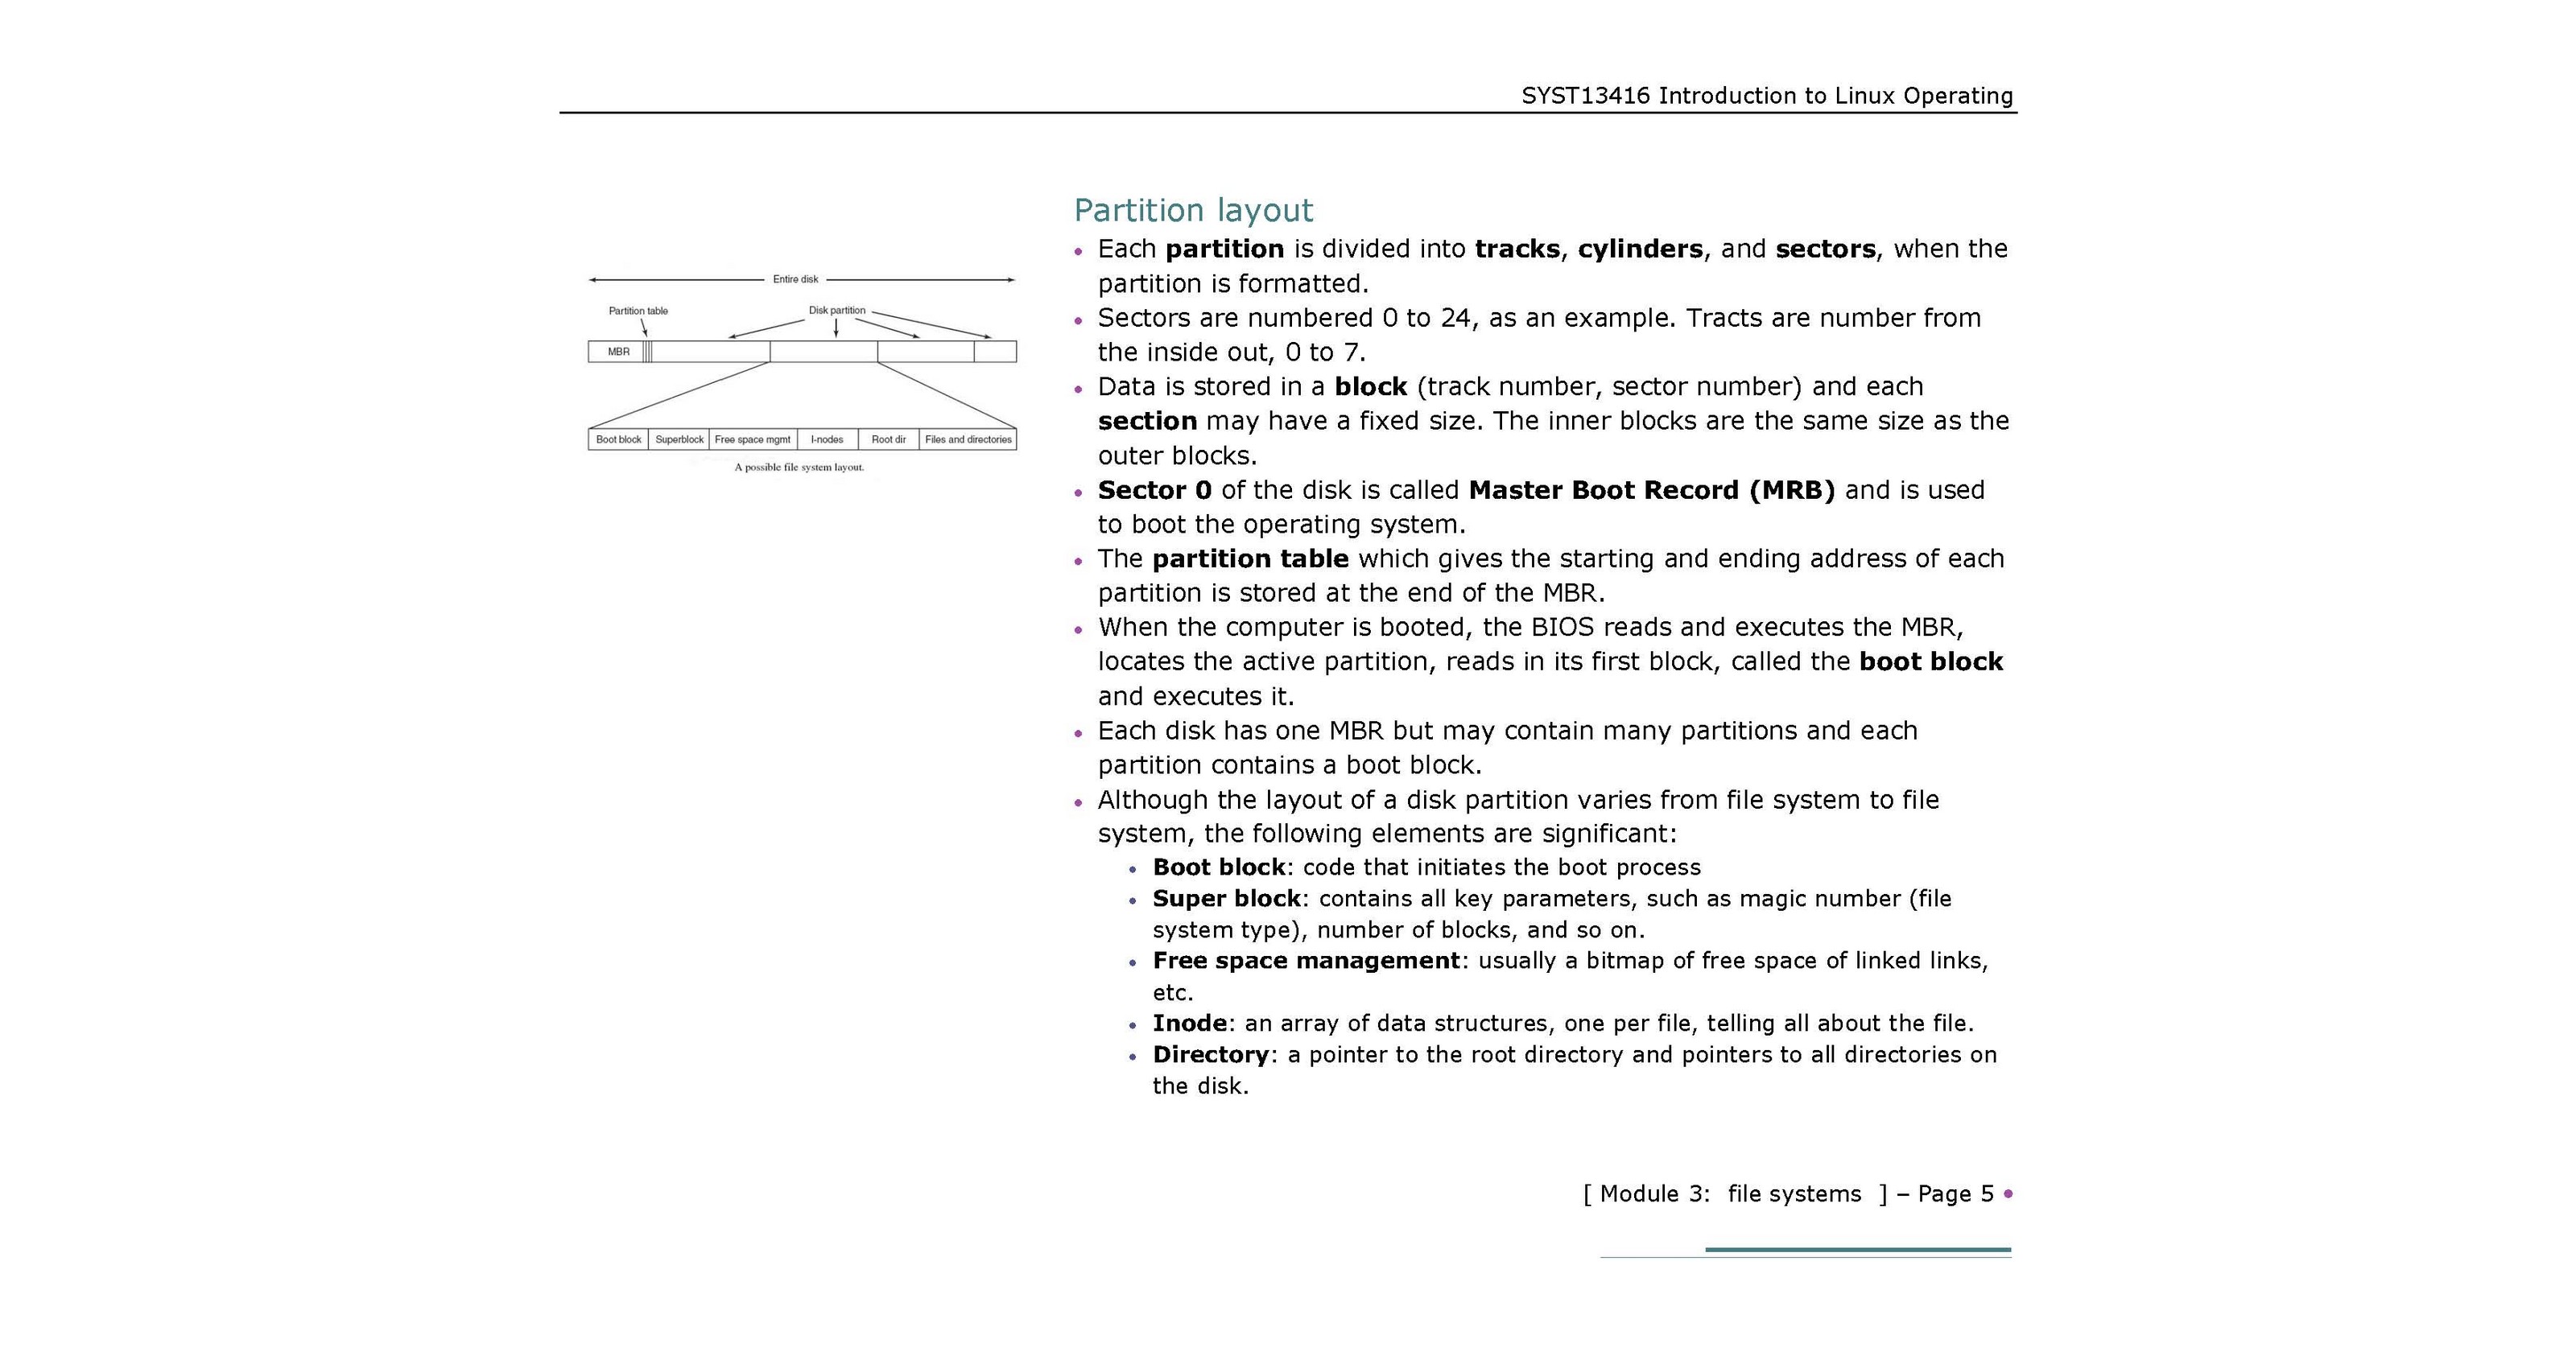 SYST13416 Introduction to Linux Operating
Entire disk
Partition table
Disk partition
MBR
Boot block Superblock Free space mgmt I-nodes Root dir Files and directories
A possible file system layout.
Partition layout
• Each partition is divided into tracks, cylinders, and sectors, when the
partition is formatted.
• Sectors are numbered 0 to 24, as an example. Tracts are number from
the inside out, 0 to 7.
• Data is stored in a block (track number, sector number) and each
section may have a fixed size. The inner blocks are the same size as the
outer blocks.
• Sector 0 of the disk is called Master Boot Record (MRB) and is used
to boot the operating system.
• The partition table which gives the starting and ending address of each
partition is stored at the end of the MBR.
• When the computer is booted, the BIOS reads and executes the MBR,
locates the active partition, reads in its first block, called the boot block
and executes it.
• Each disk has one MBR but may contain many partitions and each
partition contains a boot block.
• Although the layout of a disk partition varies from file system to file
system, the following elements are significant:
• Boot block: code that initiates the boot process
• Super block: contains all key parameters, such as magic number (file
system type), number of blocks, and so on.
• Free space management: usually a bitmap of free space of linked links,
etc.
• Inode: an array of data structures, one per file, telling all about the file.
• Directory: a pointer to the root directory and pointers to all directories on
the disk.
[ Module 3: file systems ] – Page 5 •